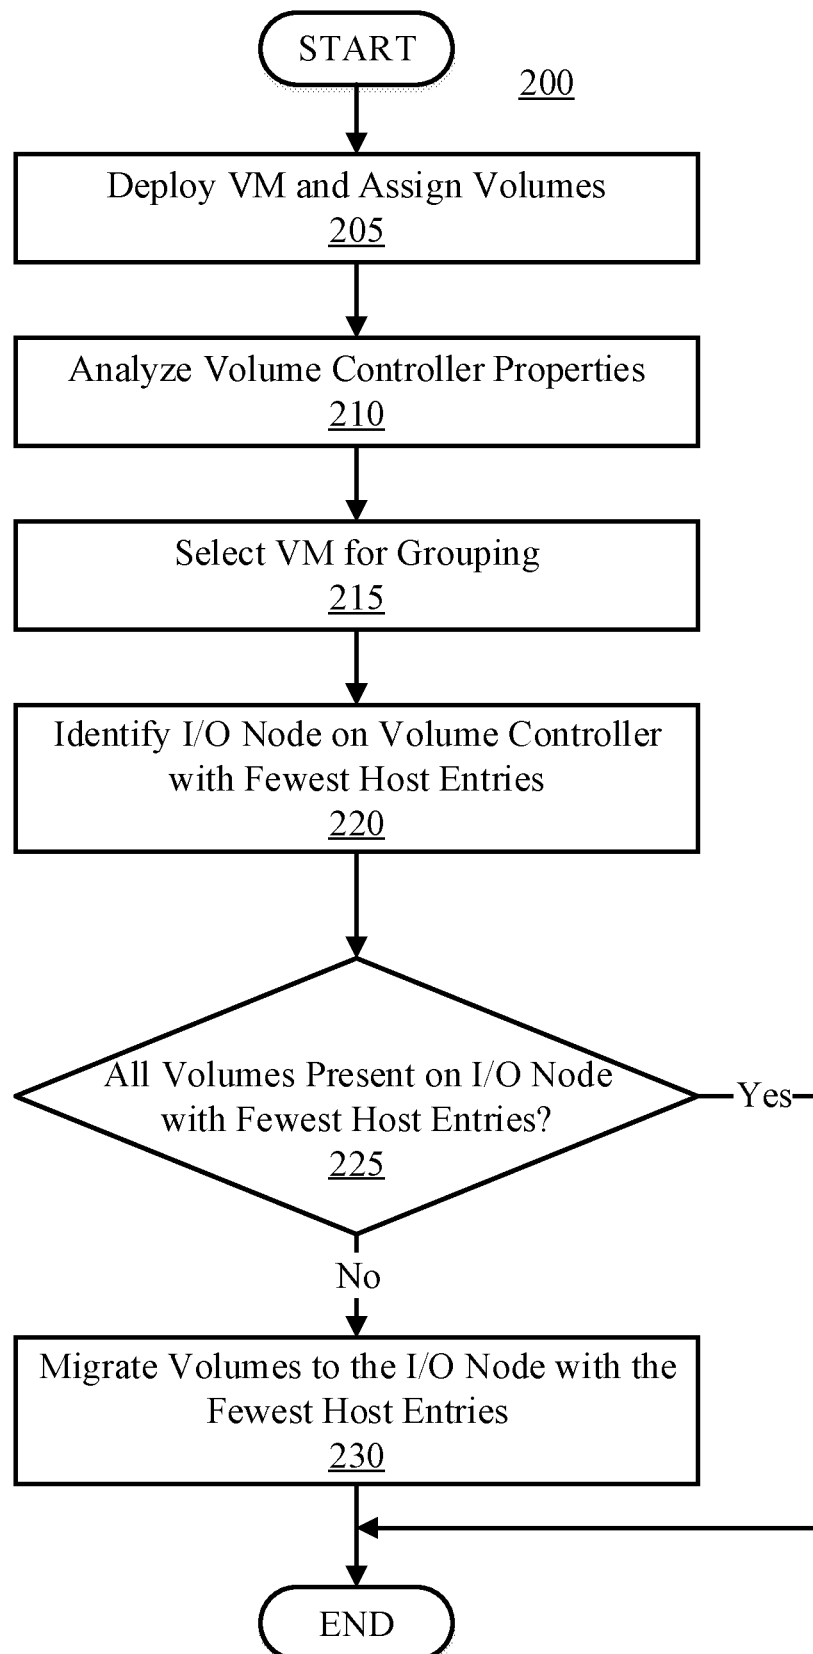 START
200
Deploy VM and Assign Volumes
205
Analyze Volume Controller Properties
210
Select VM for Grouping
215
Identify I/O Node on Volume Controller
with Fewest Host Entries
220
All Volumes Present on I/O Node
with Fewest Host Entries?
225
Yes
No
Migrate Volumes to the I/O Node with the
Fewest Host Entries
230
END